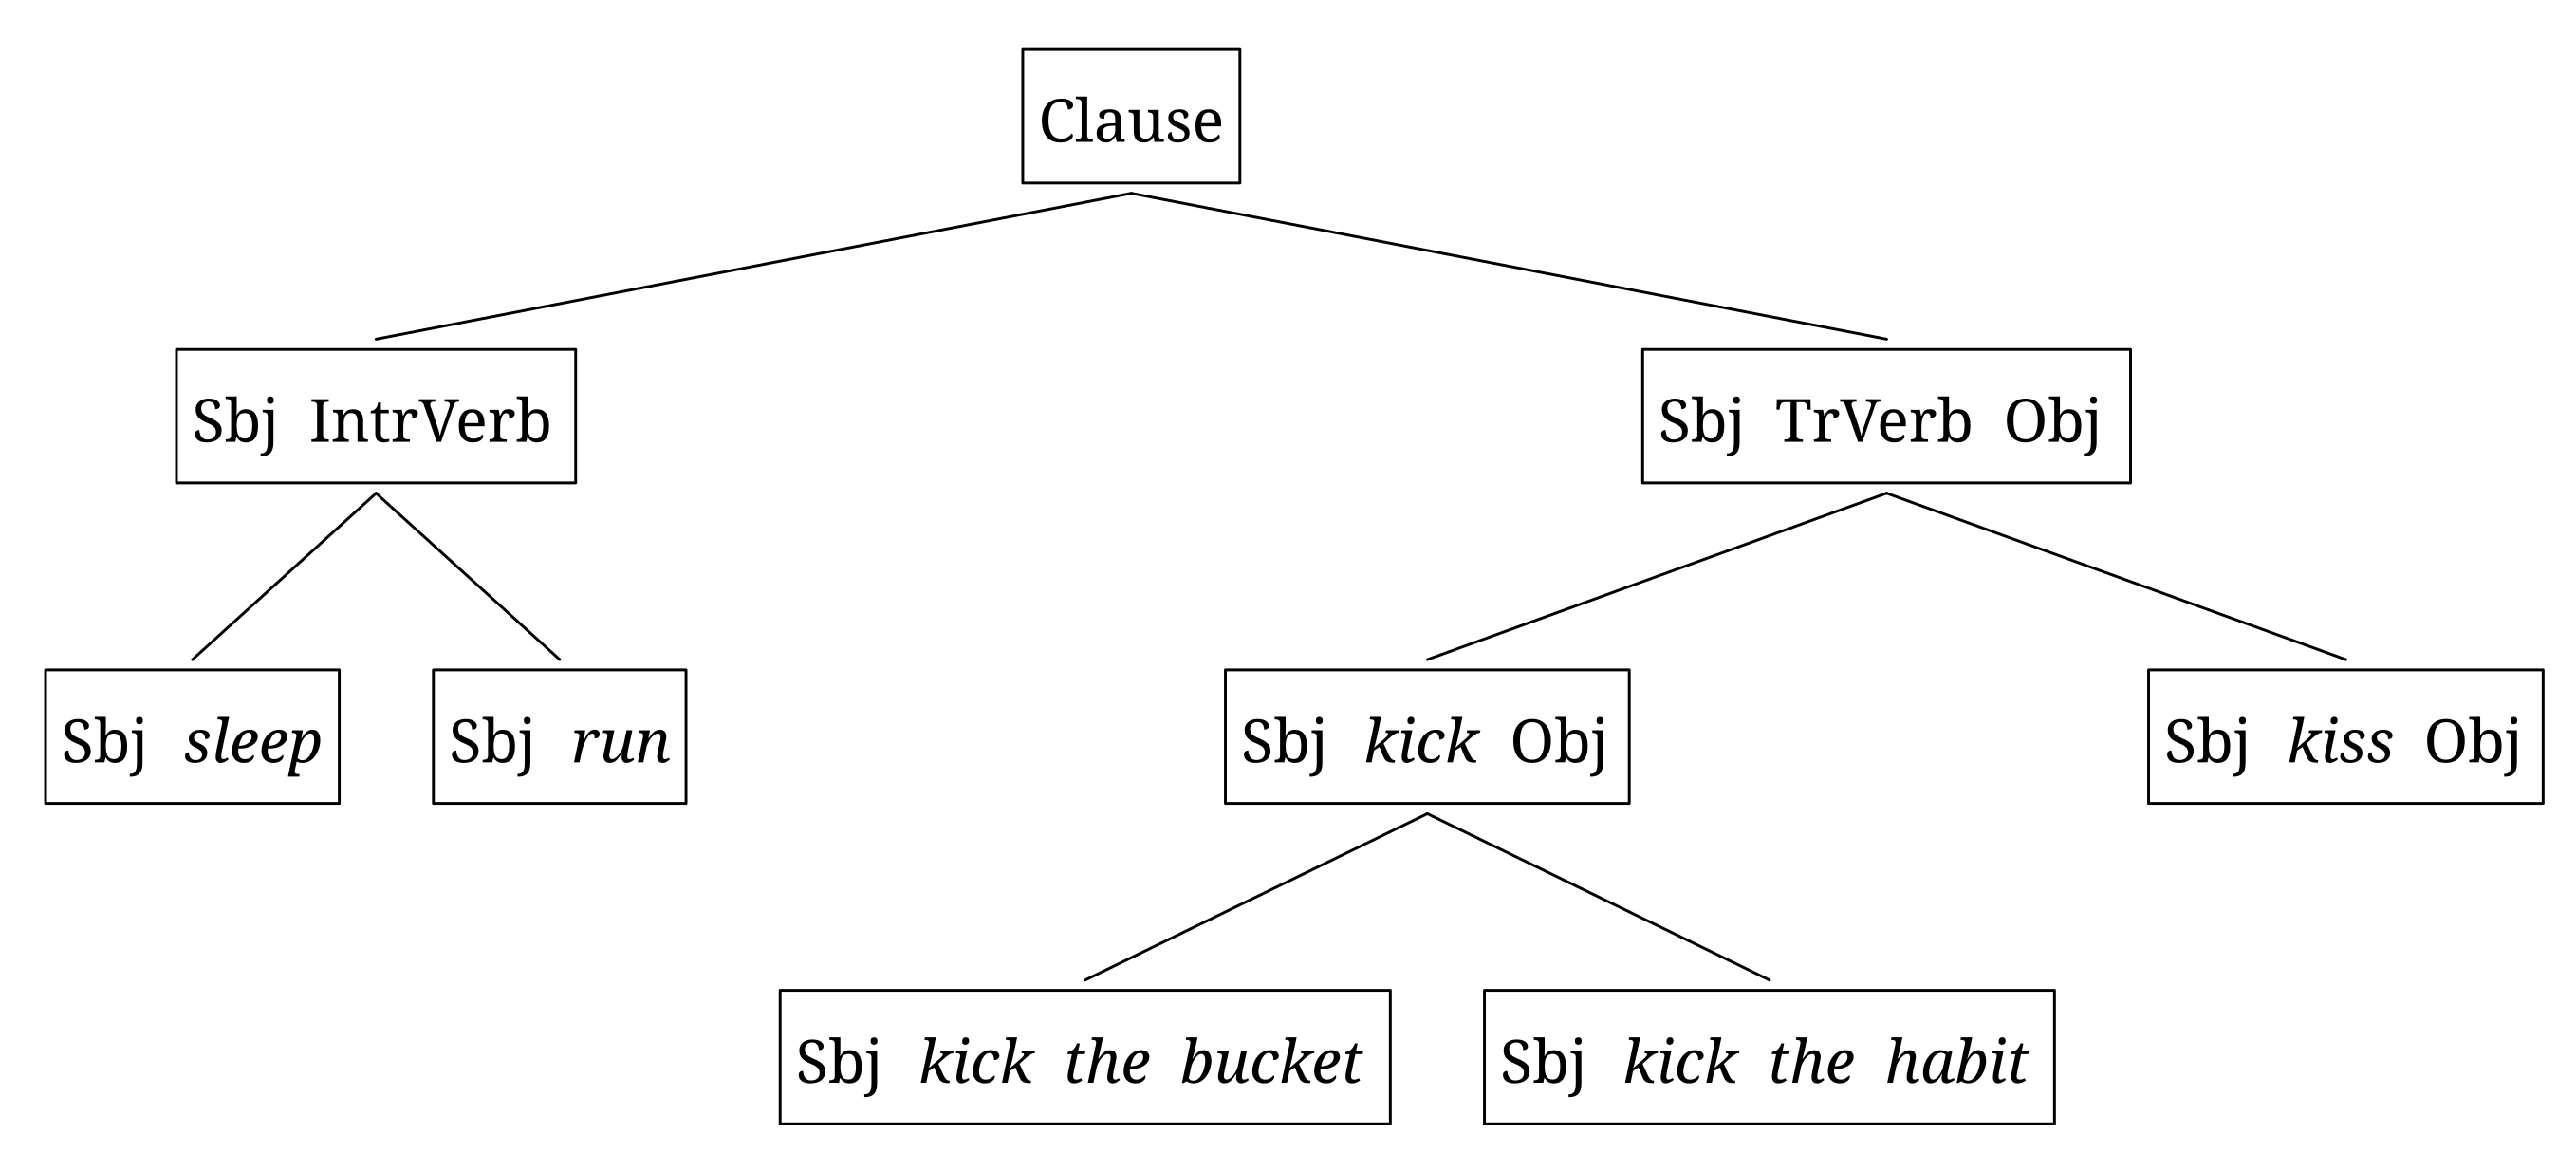 Clause
Sbj IntrVerb
Sbj TrVerb Obj
Sbj sleep
Sbj run
Sbj kick Obj
Sbj kiss Obj
Sbj kick the bucket
Sbj kick the habit